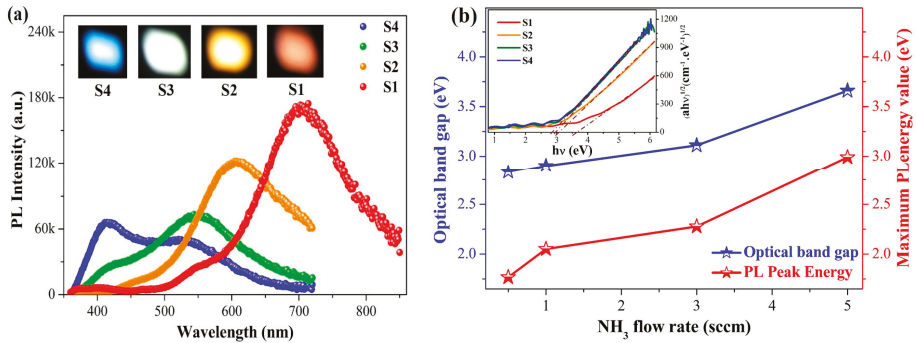 (a)
240k
180k
120k
60k
0
PL Intensity (a.u.)
S4 S3 S2 S1
S4
S3
S2
S1
400 500 600 700 800
Wavelength (nm)
(b)
4.0
3.5
3.0
2.5
2.0
Optical band gap (eV)
S1
S2
S3
S4
1200
900
600
300
0
(ahν)1/2(cm-1.eV-1)1/2
1 2 3 4 5 6
hν (eV)
4.0
3.5
3.0
2.5
2.0
Maximum PLenergy value (eV)
Optical band gap
PL Peak Energy
1 2 3 4 5
NH3 flow rate (sccm)